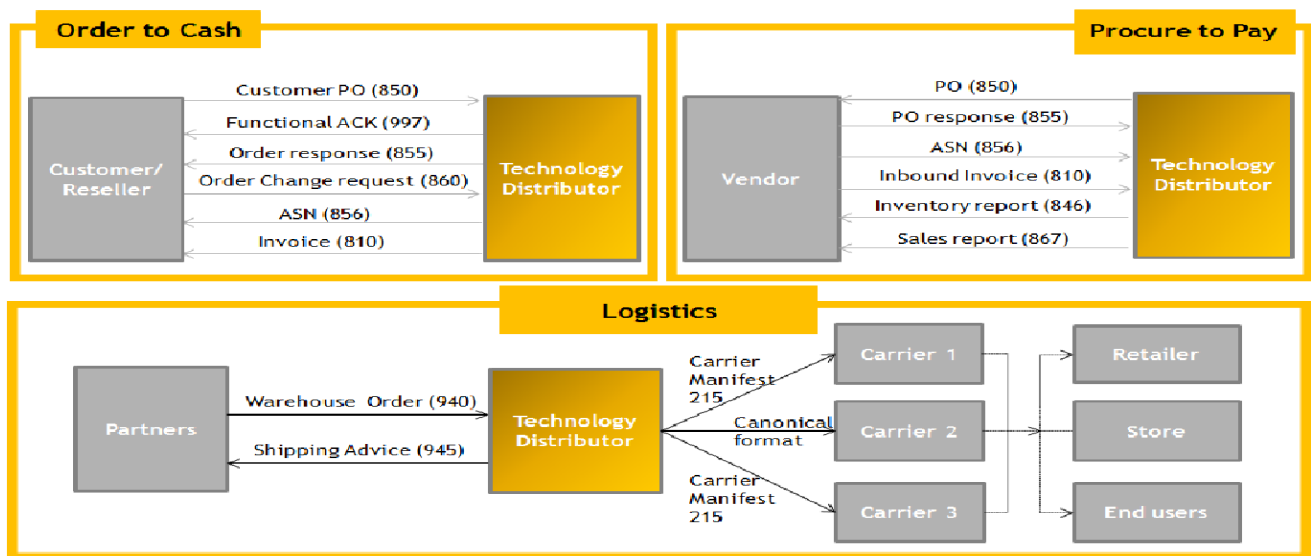 Order to Cash
Customer/
Reseller
Customer PO (850)
Functional ACK (997)
Order response (855)
Order Change request (860)
ASN (856)
Invoice (810)
Technology
Distributor
Procure to Pay
Vendor
PO (850)
PO response (855)
ASN (856)
Inbound Invoice (810)
Inventory report (846)
Sales report (867)
Technology
Distributor
Logistics
Partners
Warehouse Order (940)
Shipping Advice (945)
Technology
Distributor
Carrier
Manifest
215
Canonical
format
Carrier
Manifest
215
Carrier 1
Carrier 2
Carrier 3
Retailer
Store
End users